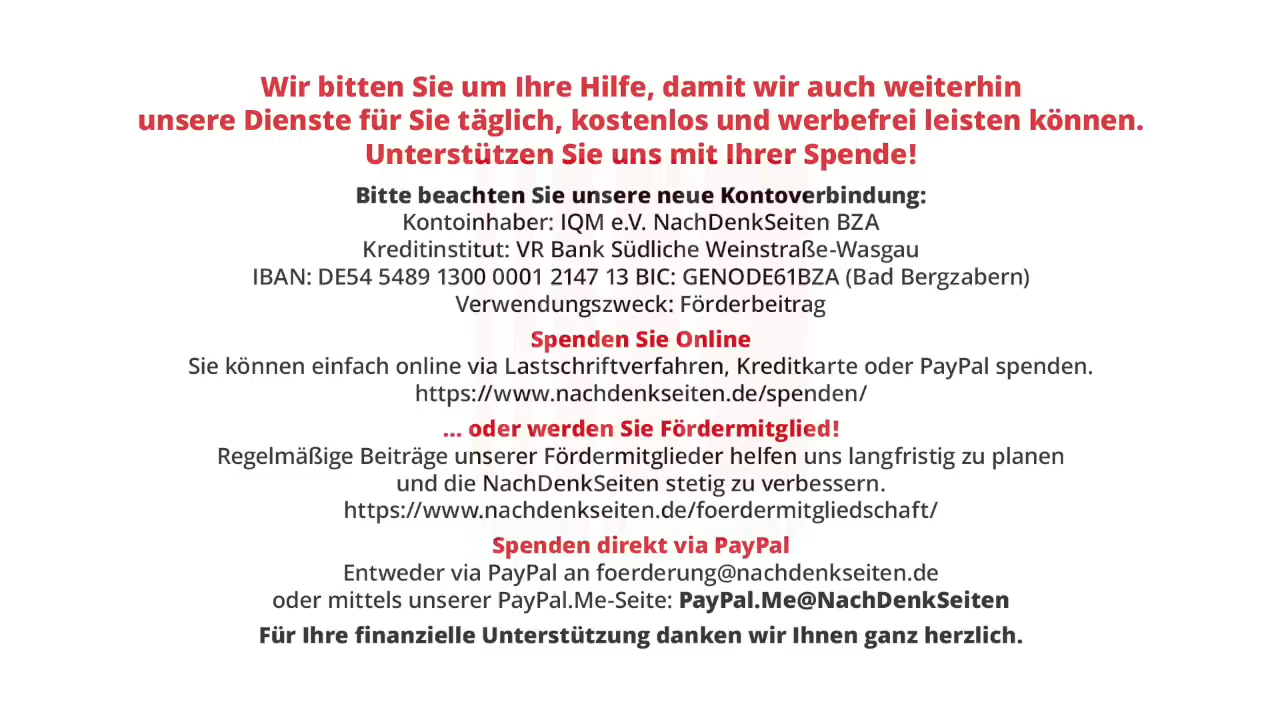 Wir bitten Sie um Ihre Hilfe, damit wir auch weiterhin
unsere Dienste für Sie täglich, kostenlos und werbefrei leisten können.
Unterstützen Sie uns mit Ihrer Spende!
Bitte beachten Sie unsere neue Kontoverbindung:
Kontoinhaber: IQM e.V. NachDenkSeiten BZA
Kreditinstitut: VR Bank Südliche Weinstraße-Wasgau
IBAN: DE54 5489 1300 0001 2147 13 BIC: GENODE61BZA (Bad Bergzabern)
Verwendungszweck: Förderbeitrag
Spenden Sie Online
Sie können einfach online via Lastschriftverfahren, Kreditkarte oder PayPal spenden.
https://www.nachdenkseiten.de/spenden/
... oder werden Sie Fördermitglied!
Regelmäßige Beiträge unserer Fördermitglieder helfen uns langfristig zu planen
und die NachDenkSeiten stetig zu verbessern.
https://www.nachdenkseiten.de/foerdermitgliedschaft/
Spenden direkt via PayPal
Entweder via PayPal an foerderung@nachdenkseiten.de
oder mittels unserer PayPal.Me-Seite: PayPal.Me@NachDenkSeiten
Für Ihre finanzielle Unterstützung danken wir Ihnen ganz herzlich.